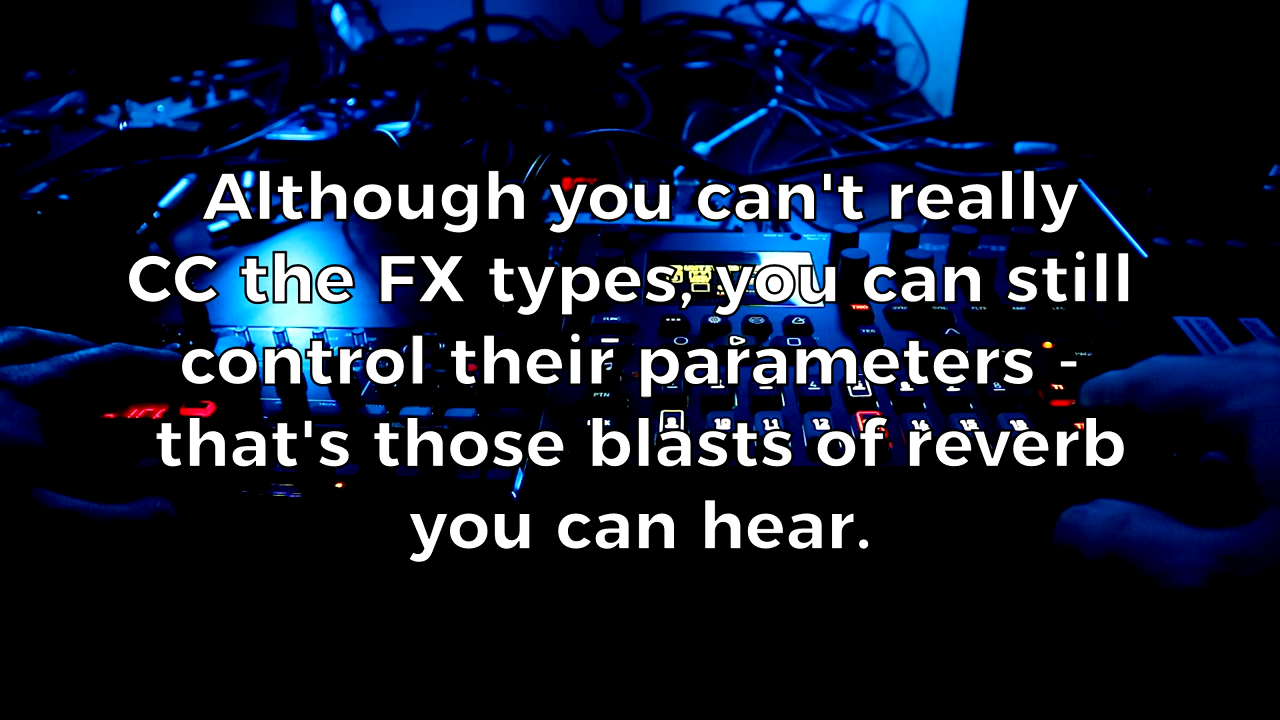 Although you can't really
CC the FX types, you can still
control their parameters -
that's those blasts of reverb
you can hear.